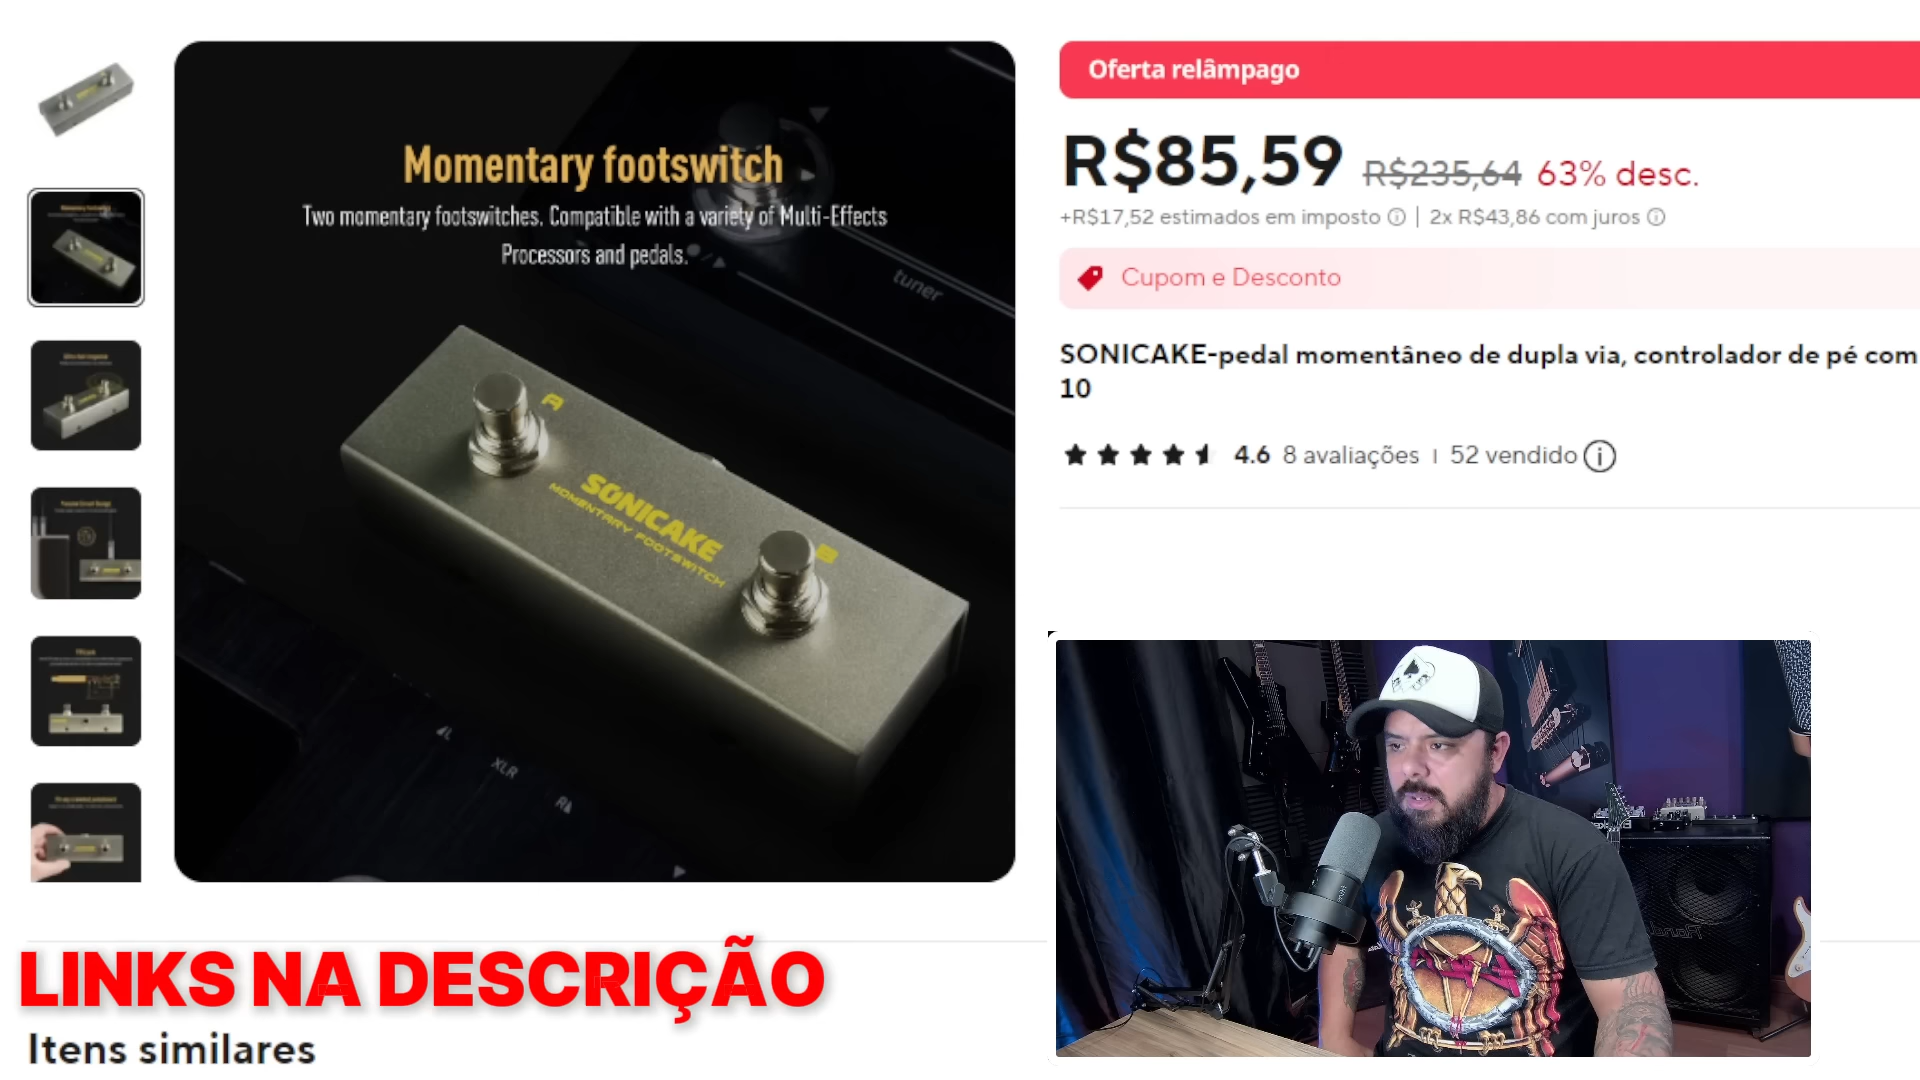 Momentary footswitch
Two momentary footswitches. Compatible with a variety of Multi-Effects
Processors and pedals.
tuner
A
SONICAKE
MOMENTARY FOOTSWITCH
B
L
XLR
R
Oferta relâmpago
R$85,59 R$235,64 63% desc.
+R$17,52 estimados em imposto | 2x R$43,86 com juros
Cupom e Desconto
SONICAKE-pedal momentâneo de dupla via, controlador de pé com
10
4.6 8 avaliações | 52 vendido
LINKS NA DESCRIÇÃO
Itens similares